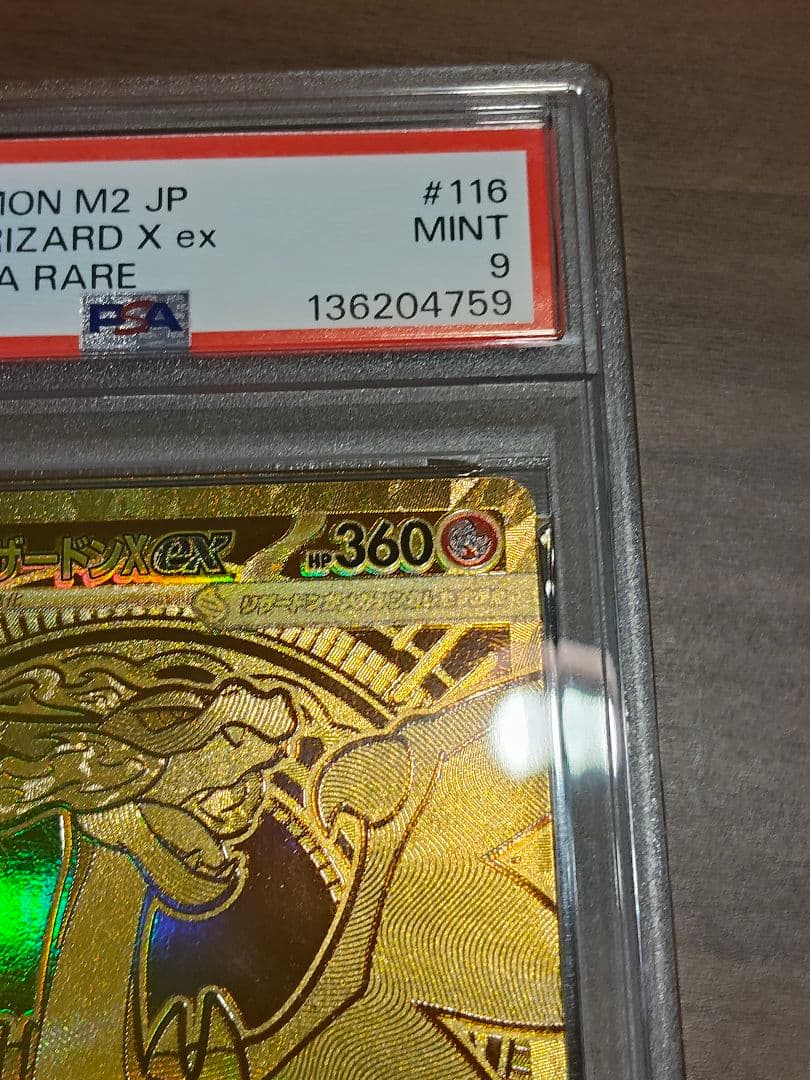 MON M2 JP
#116
RIZARD X ex
MINT
A RARE
9
PSA
136204759
ザードンXex
HP360